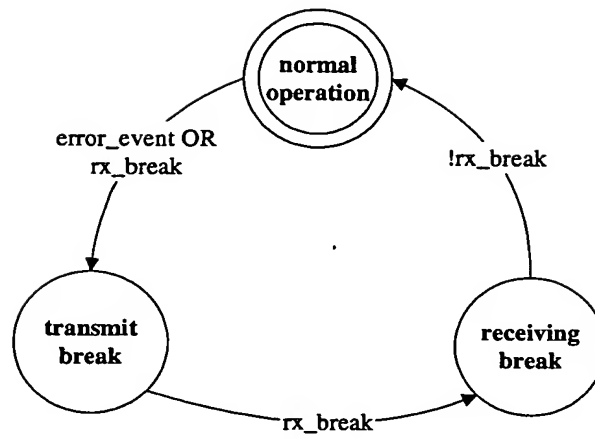 normal
operation
error_event OR
rx_break
!rx_break
transmit
break
receiving
break
rx_break